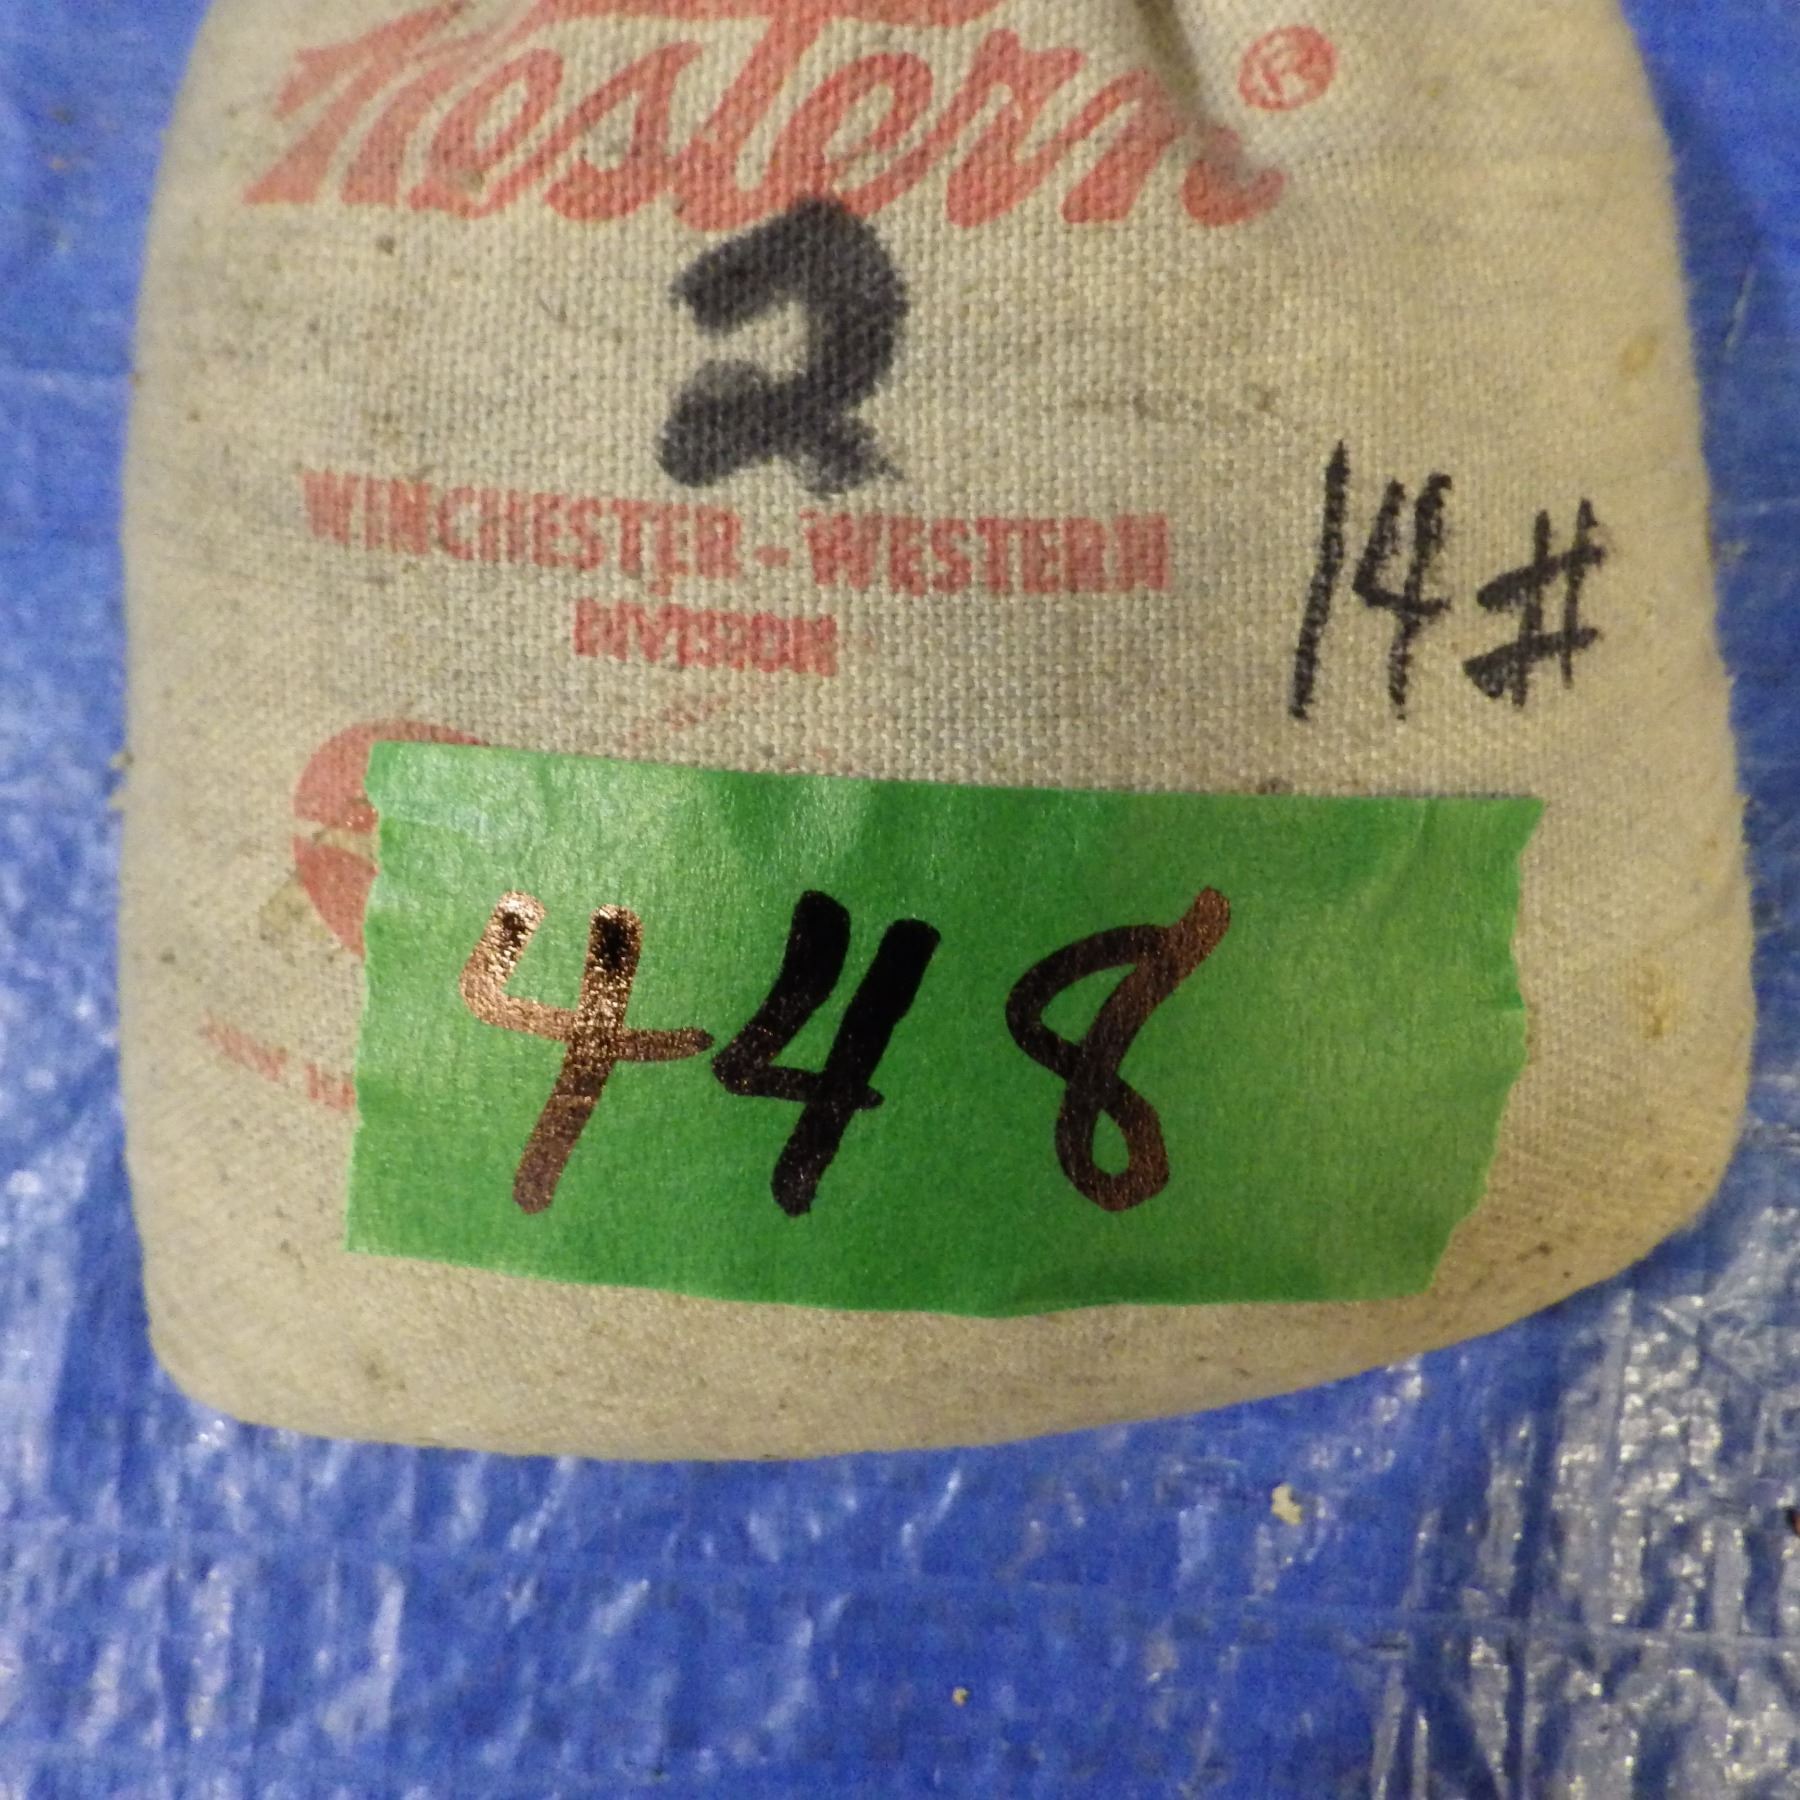 Western®
2
WINCHESTER-WESTERN
DIVISION
14#
448